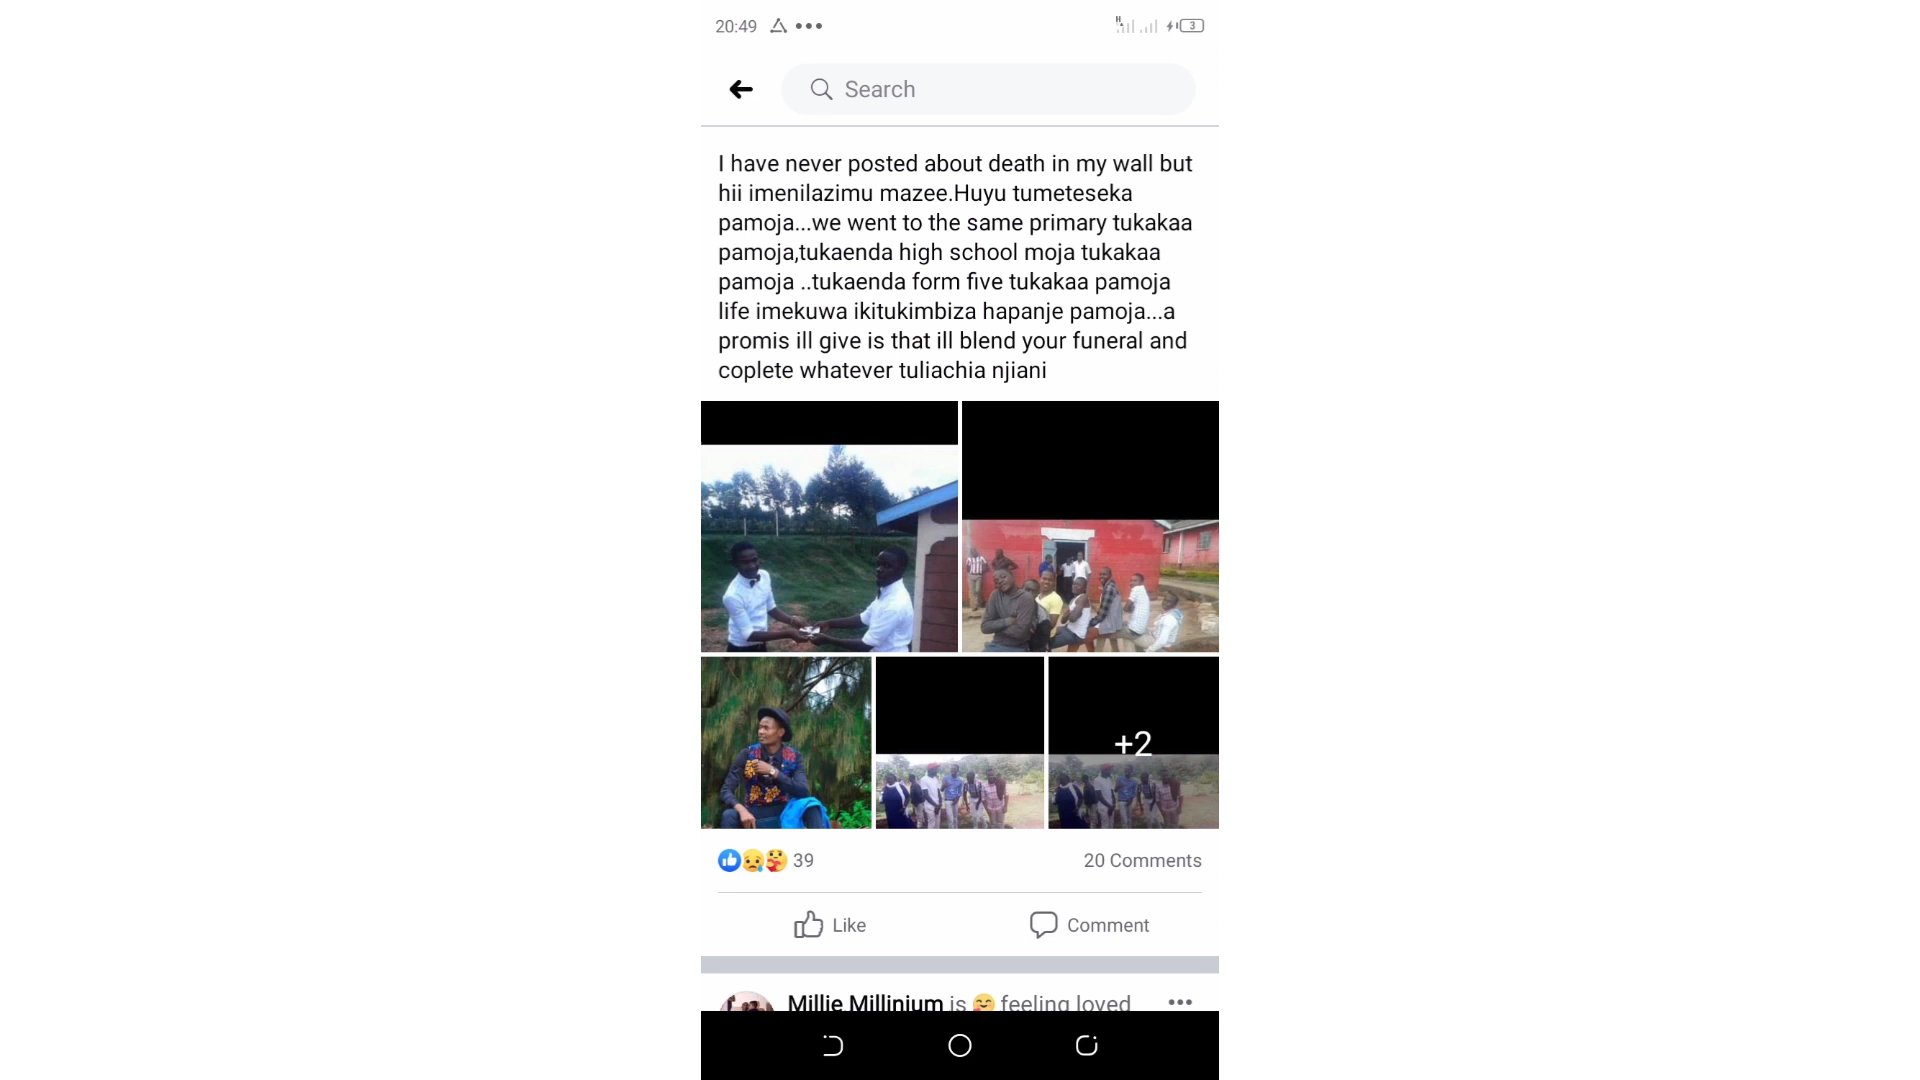 20:49
3
Search
I have never posted about death in my wall but
hii imenilazimu mazee.Huyu tumeteseka
pamoja...we went to the same primary tukakaa
pamoja,tukaenda high school moja tukakaa
pamoja ..tukaenda form five tukakaa pamoja
life imekuwa ikitukimbiza hapanje pamoja...a
promis ill give is that ill blend your funeral and
coplete whatever tuliachia njiani
+2
39
20 Comments
Like
Comment
Millie Millinium is feeling loved